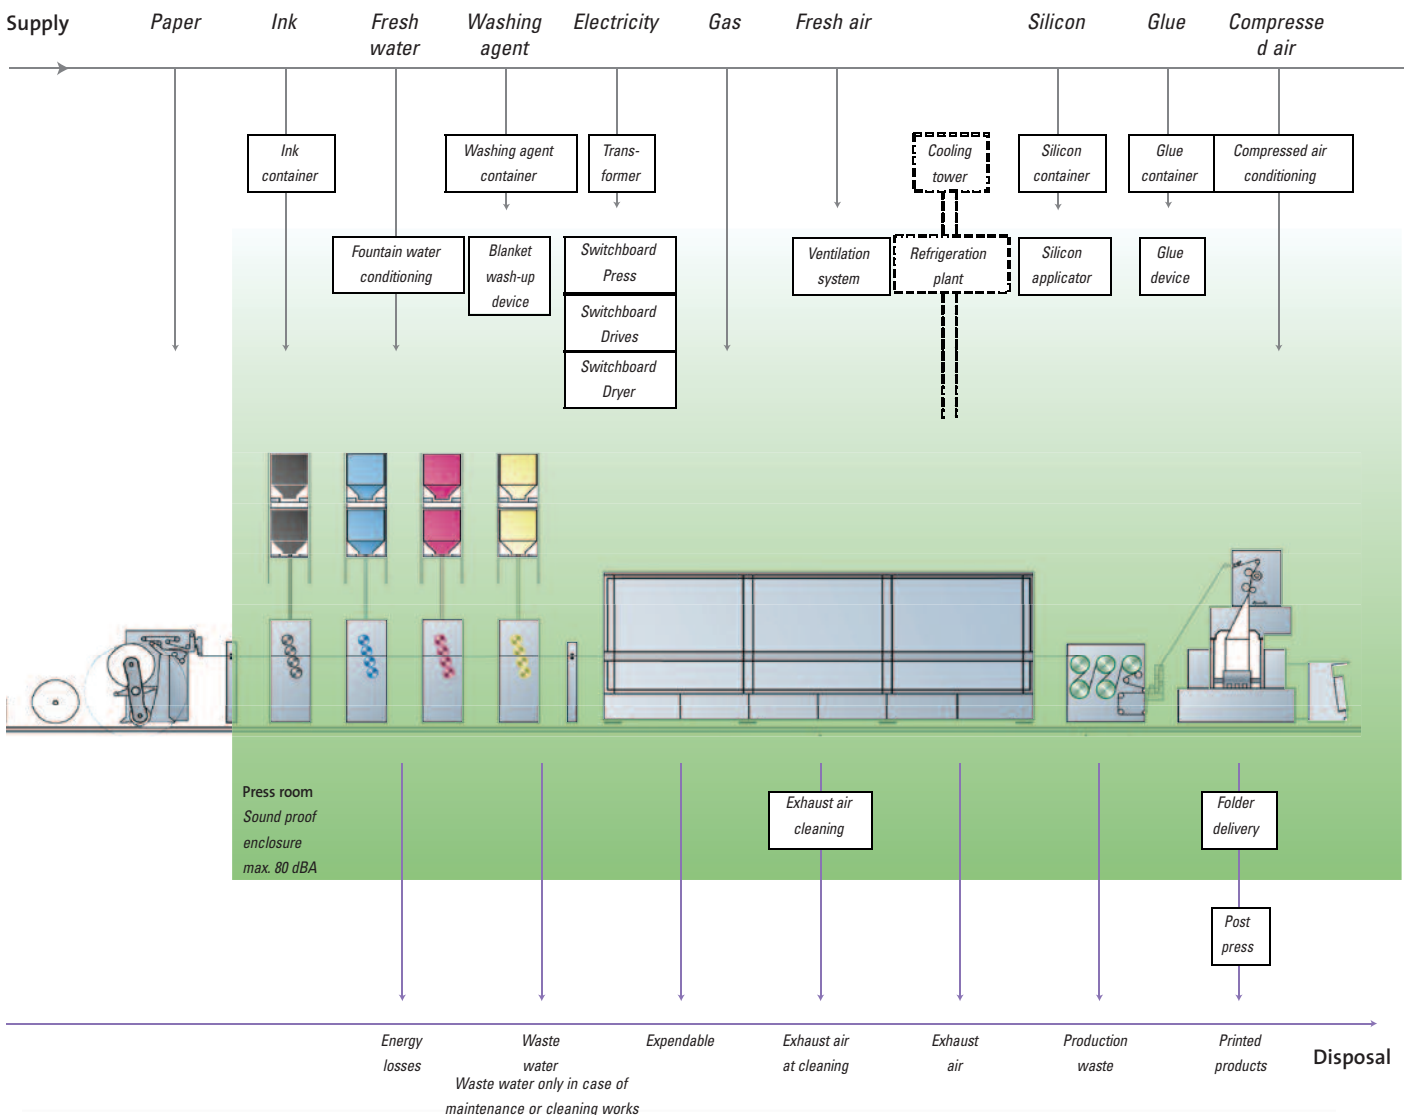 Supply
Paper
Ink
Fresh
water
Washing
agent
Electricity
Gas
Fresh air
Silicon
Glue
Compresse
d air
Ink
container
Washing agent
container
Trans-
former
Cooling
tower
Silicon
container
Glue
container
Compressed air
conditioning
Fountain water
conditioning
Blanket
wash-up
device
Switchboard
Press
Switchboard
Drives
Switchboard
Dryer
Ventilation
system
Refrigeration
plant
Silicon
applicator
Glue
device
Press room
Sound proof
enclosure
max. 80 dBA
Exhaust air
cleaning
Folder
delivery
Post
press
Energy
losses
Waste
water
Waste water only in case of
maintenance or cleaning works
Expendable
Exhaust air
at cleaning
Exhaust
air
Production
waste
Printed
products
Disposal